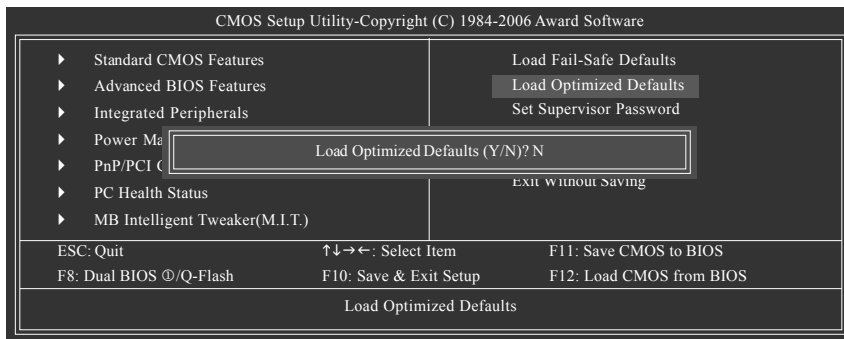 CMOS Setup Utility-Copyright (C) 1984-2006 Award Software
Standard CMOS Features
Advanced BIOS Features
Integrated Peripherals
Power Ma
PnP/PCI
PC Health Status
MB Intelligent Tweaker(M.I.T.)
Load Fail-Safe Defaults
Load Optimized Defaults
Set Supervisor Password
Exit Without Saving
Load Optimized Defaults (Y/N)? N
ESC: Quit ↑↓→←: Select Item F11: Save CMOS to BIOS
F8: Dual BIOS ①/Q-Flash F10: Save & Exit Setup F12: Load CMOS from BIOS
Load Optimized Defaults